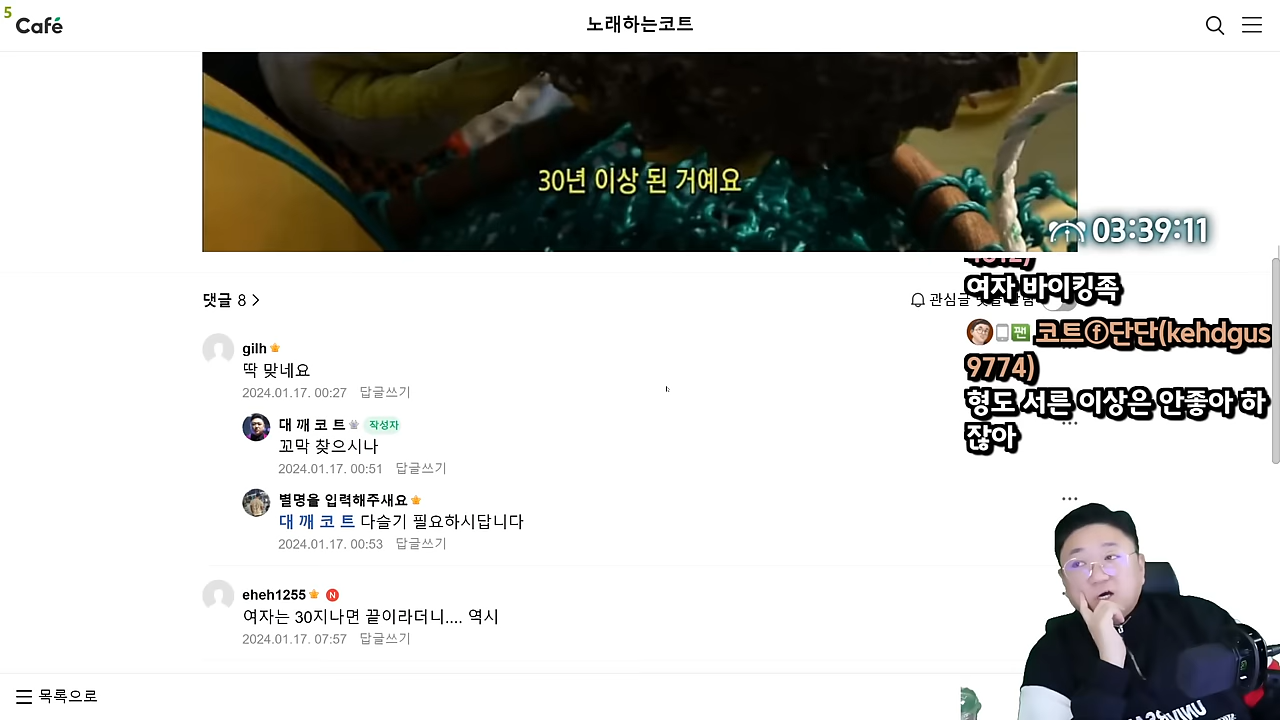 5
Café
노래하는코트
30년 이상 된 거예요
03:39:11
댓글 8
여자 바이킹족
gilh
딱 맞네요
2024.01.17. 00:27 답글쓰기
팬 코트ⓕ단단(kehdgus
9774)
형도 서른 이상은 안좋아 하
잖아
대 깨 코 트 작성자
꼬막 찾으시나
2024.01.17. 00:51 답글쓰기
별명을 입력해주새요
대 깨 코 트 다슬기 필요하시답니다
2024.01.17. 00:53 답글쓰기
eheh1255 N
여자는 30지나면 끝이라더니.... 역시
2024.01.17. 07:57 답글쓰기
목록으로